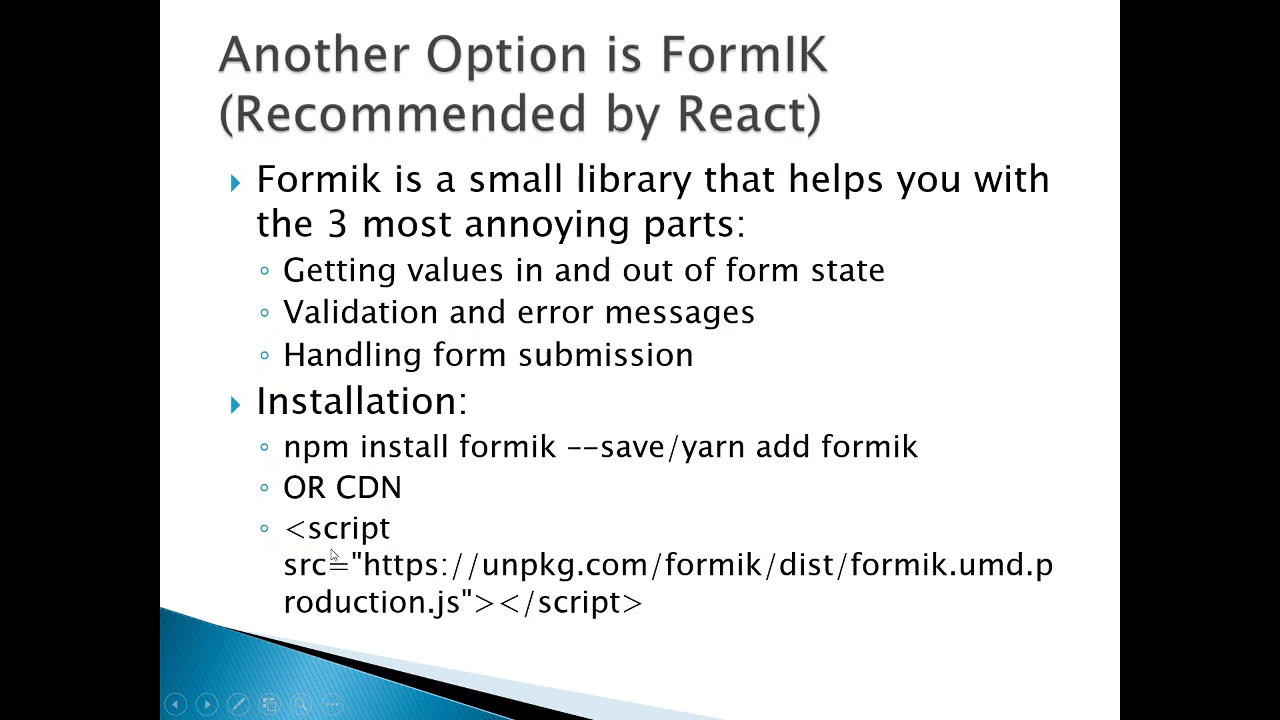 Another Option is FormIK
(Recommended by React)
Formik is a small library that helps you with
the 3 most annoying parts:
Getting values in and out of form state
Validation and error messages
Handling form submission
Installation:
npm install formik --save/yarn add formik
OR CDN
<script
src="https://unpkg.com/formik/dist/formik.umd.p
roduction.js"></script>